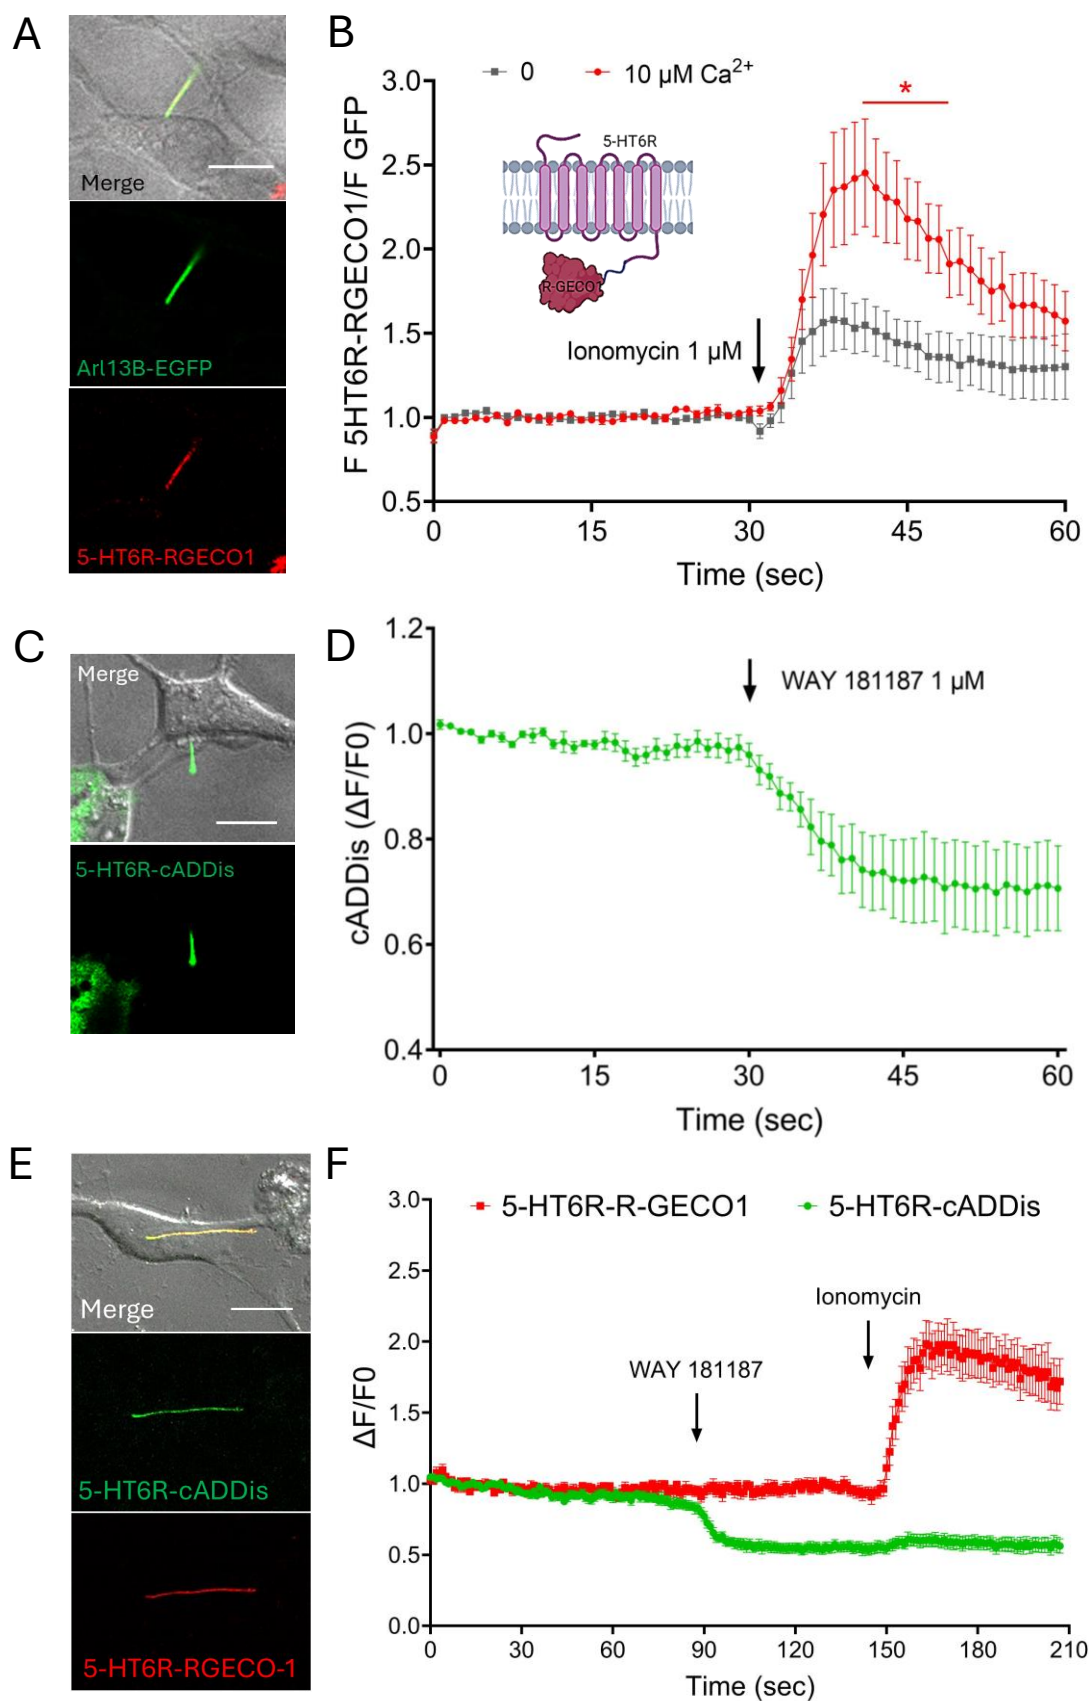 A
Merge
Arl13B-EGFP
5-HT6R-RGECO1
B
0
10 µM Ca²⁺
3.0
2.5
2.0
1.5
1.0
0.5
F 5HT6R-RGECO1/F GFP
*
5-HT6R
R-GECO1
Ionomycin 1 µM
0 15 30 45 60
Time (sec)
C
Merge
5-HT6R-cADDis
D
1.2
1.0
0.8
0.6
0.4
cADDis (ΔF/F0)
WAY 181187 1 µM
0 15 30 45 60
Time (sec)
E
Merge
5-HT6R-cADDis
5-HT6R-RGECO-1
F
5-HT6R-R-GECO1
5-HT6R-cADDis
3.0
2.5
2.0
1.5
1.0
0.5
0.0
ΔF/F0
Ionomycin
WAY 181187
0 30 60 90 120 150 180 210
Time (sec)